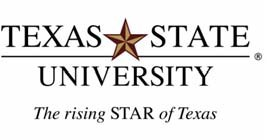 TEXAS STATE
UNIVERSITY ®
The rising STAR of Texas